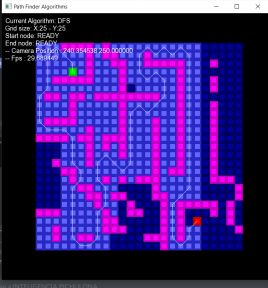 Path Finder Algorithms
Current Algorithm: DFS
Grid size: X:25 - Y:25
Start node: READY
End node: READY
-- Camera Position: 240.354538 250.000000
-- Fps : 29.680440